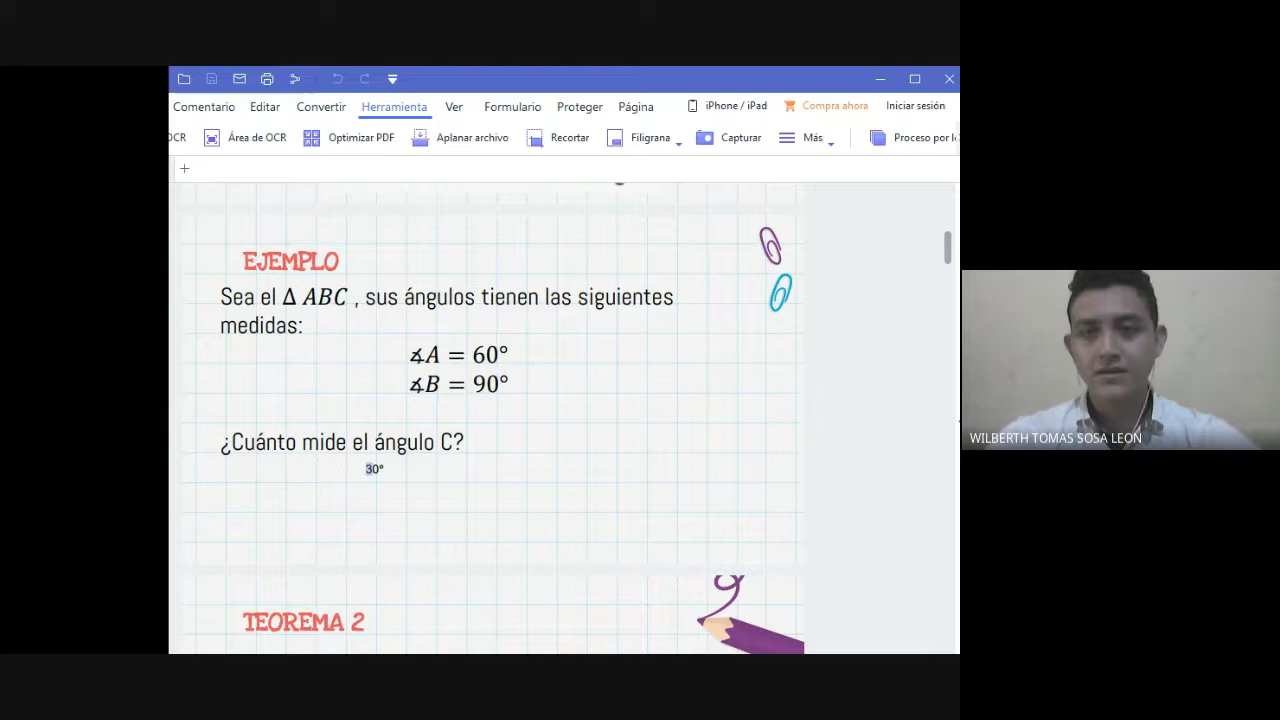 Comentario Editar Convertir Herramienta Ver Formulario Proteger Página iPhone / iPad Compra ahora Iniciar sesión
OCR Área de OCR Optimizar PDF Aplanar archivo Recortar Filigrana Capturar Más Proceso por l
EJEMPLO
Sea el Δ ABC , sus ángulos tienen las siguientes
medidas:
∡A = 60°
∡B = 90°
¿Cuánto mide el ángulo C?
30°
TEOREMA 2
WILBERTH TOMAS SOSA LEON